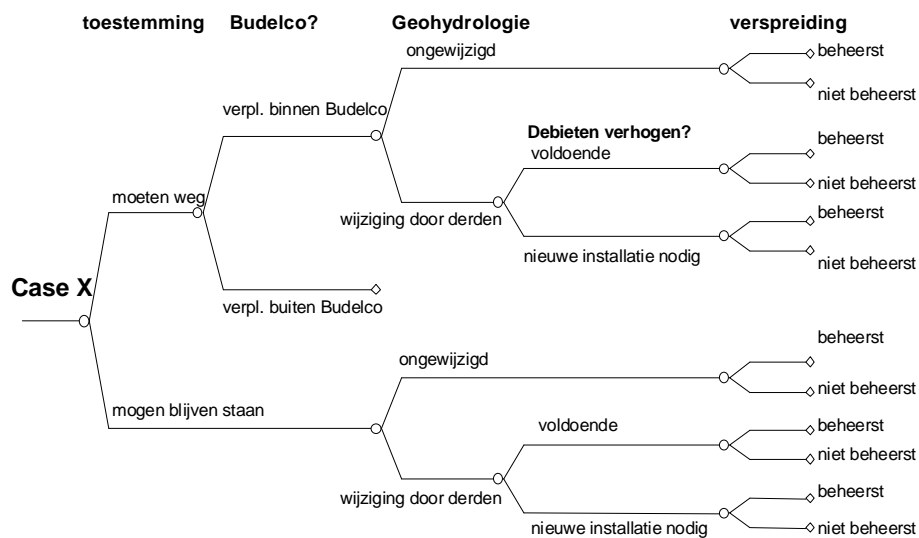 toestemming Budelco? Geohydrologie verspreiding
ongewijzigd
beheerst
niet beheerst
verpl. binnen Budelco
Debieten verhogen?
voldoende
beheerst
niet beheerst
moeten weg
wijziging door derden
beheerst
nieuwe installatie nodig
niet beheerst
Case X
verpl. buiten Budelco
beheerst
ongewijzigd
niet beheerst
mogen blijven staan
voldoende
beheerst
niet beheerst
wijziging door derden
beheerst
nieuwe installatie nodig
niet beheerst